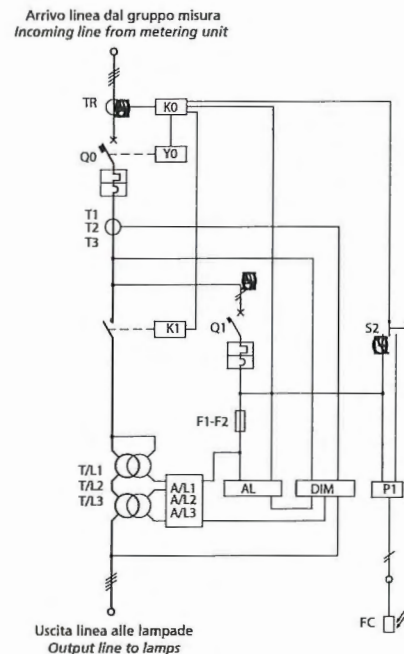 Arrivo linea dal gruppo misura
Incoming line from metering unit
TR
K0
Q0
Y0
T1
T2
T3
K1
Q1
S2
F1-F2
T/L1
T/L2
T/L3
A/L1
A/L2
A/L3
AL
DIM
P1
FC
Uscita linea alle lampade
Output line to lamps